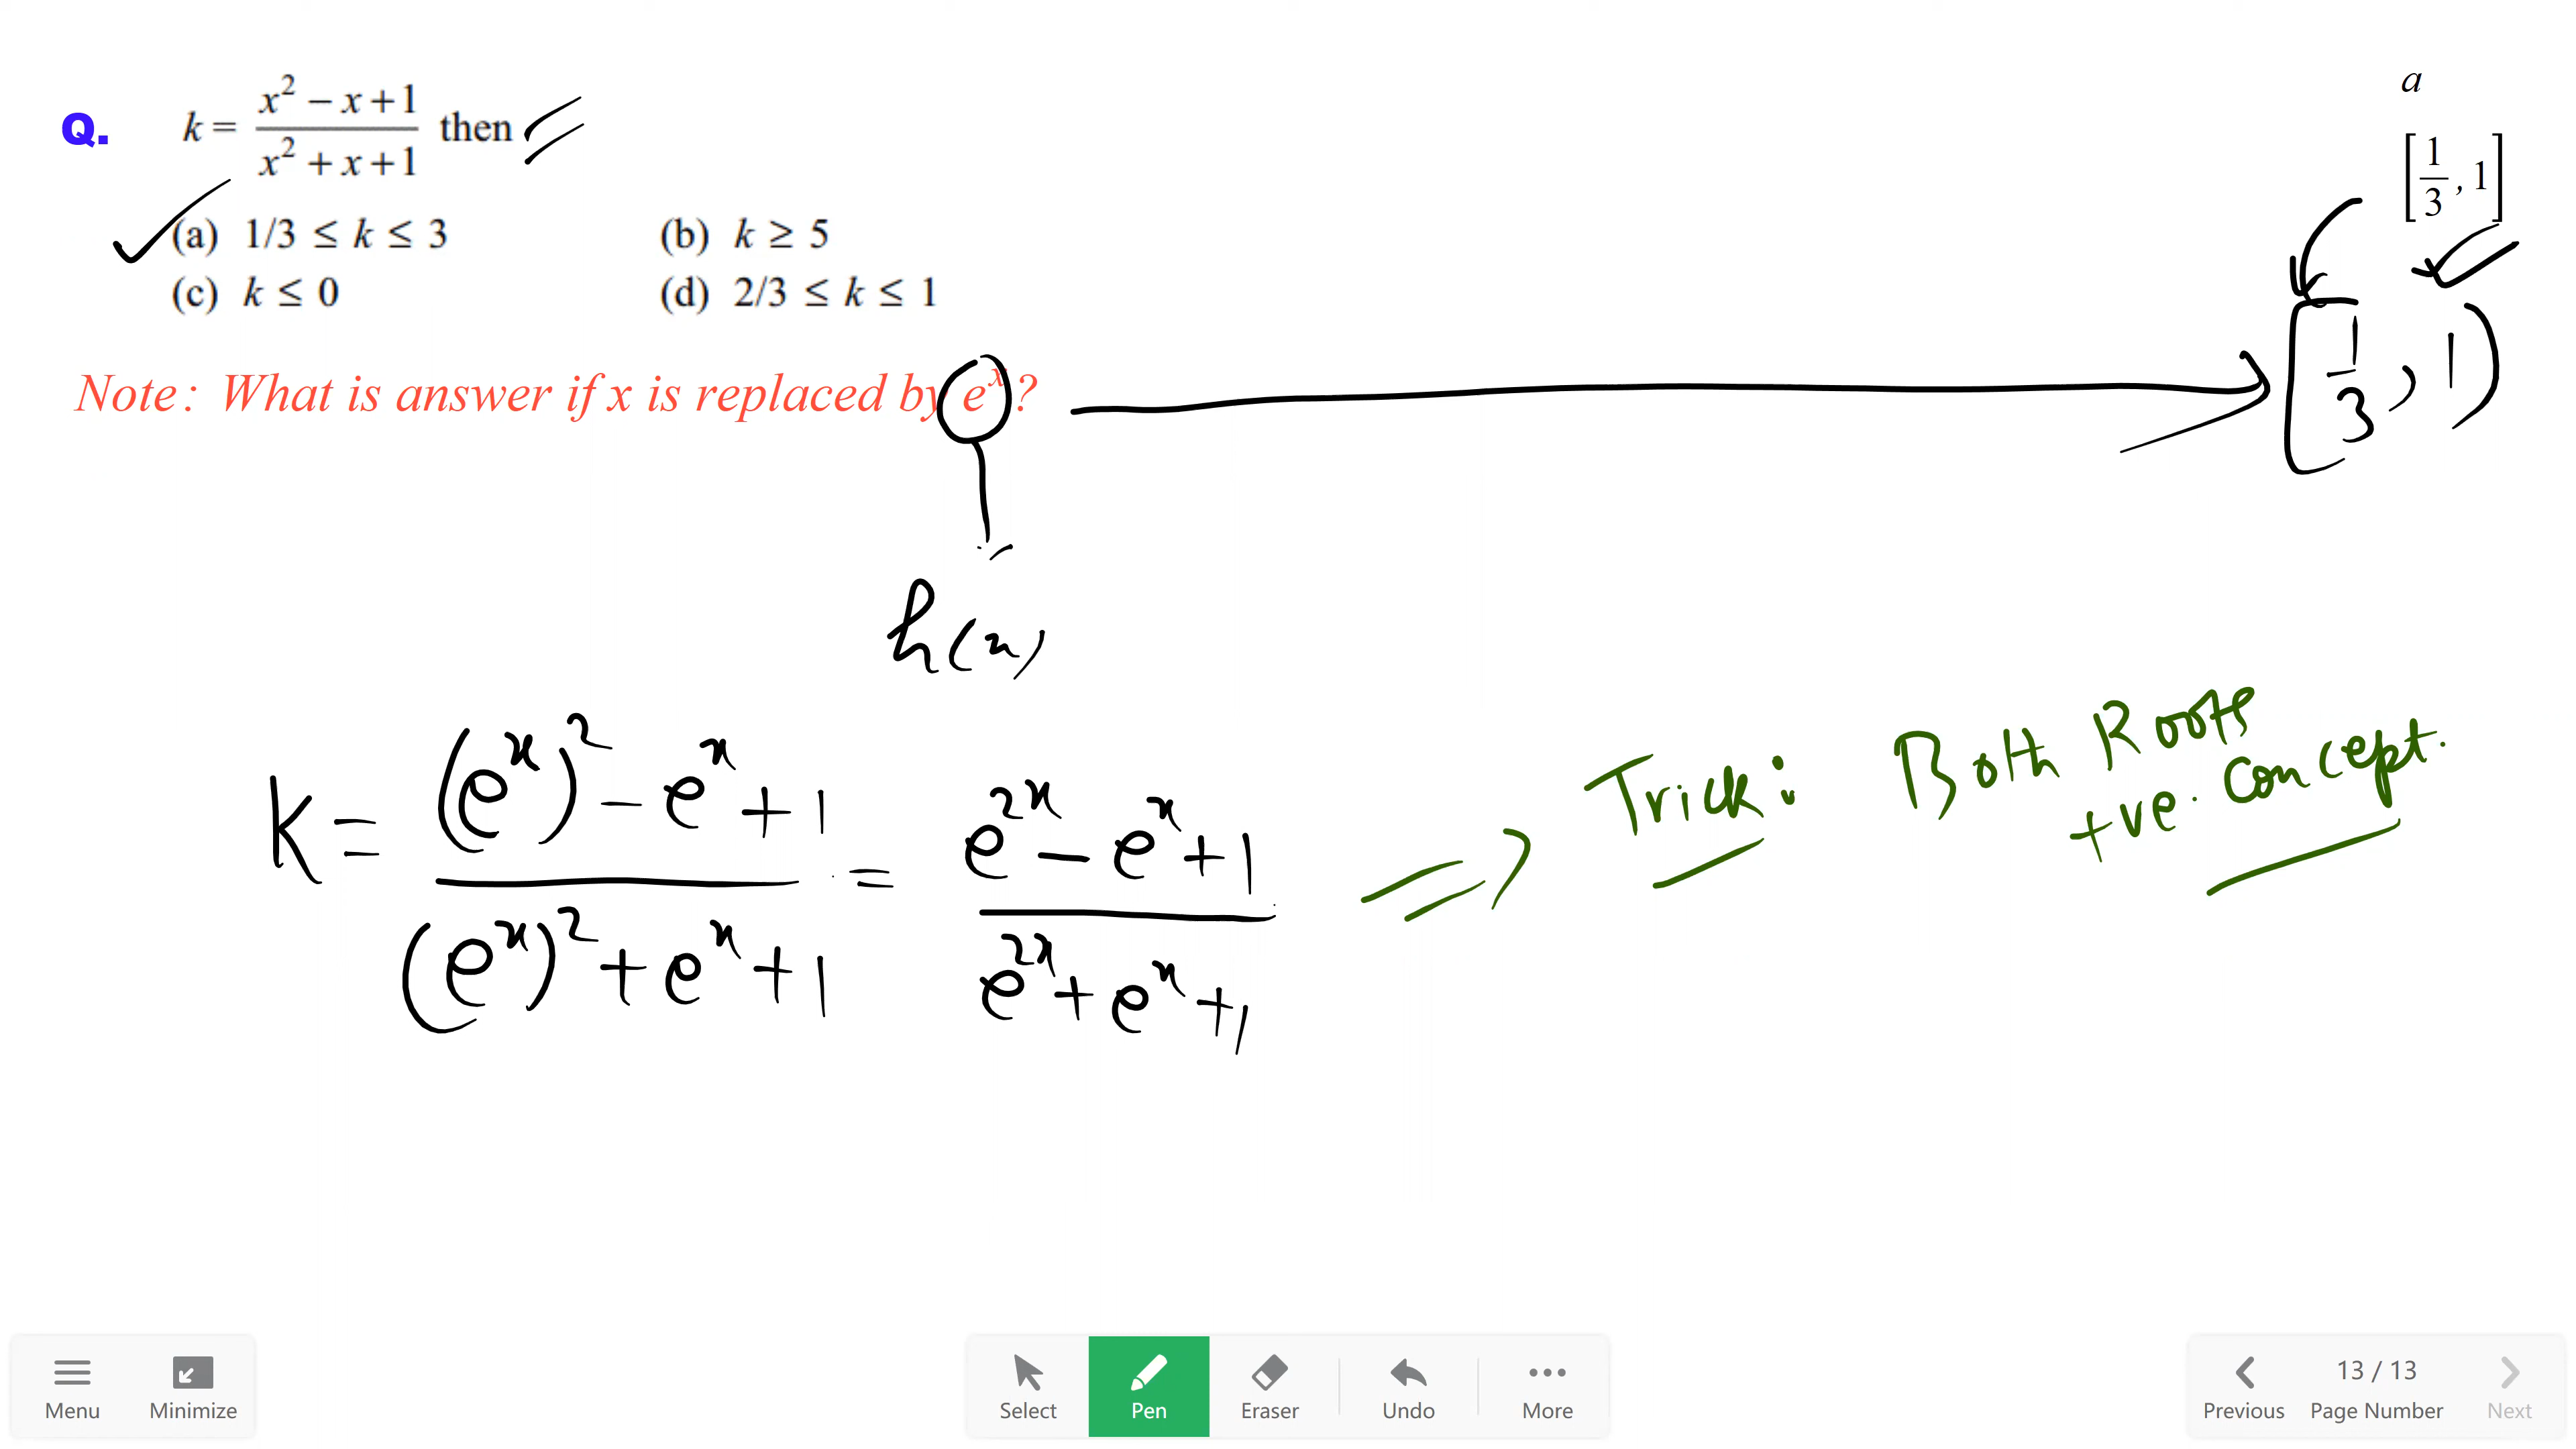 Q. k = (x² − x + 1)/(x² + x + 1) then
(a) 1/3 ≤ k ≤ 3 (b) k ≥ 5
(c) k ≤ 0 (d) 2/3 ≤ k ≤ 1
a
[1/3, 1]
Note: What is answer if x is replaced by eˣ?
[1/3, 1)
h(x)
K = ((eˣ)² − eˣ + 1)/((eˣ)² + eˣ + 1) = (e²ˣ − eˣ + 1)/(e²ˣ + eˣ + 1) ⇒ Trick: Both Roots
+ve. concept.
Menu Minimize Select Pen Eraser Undo More Previous 13 / 13 Page Number Next